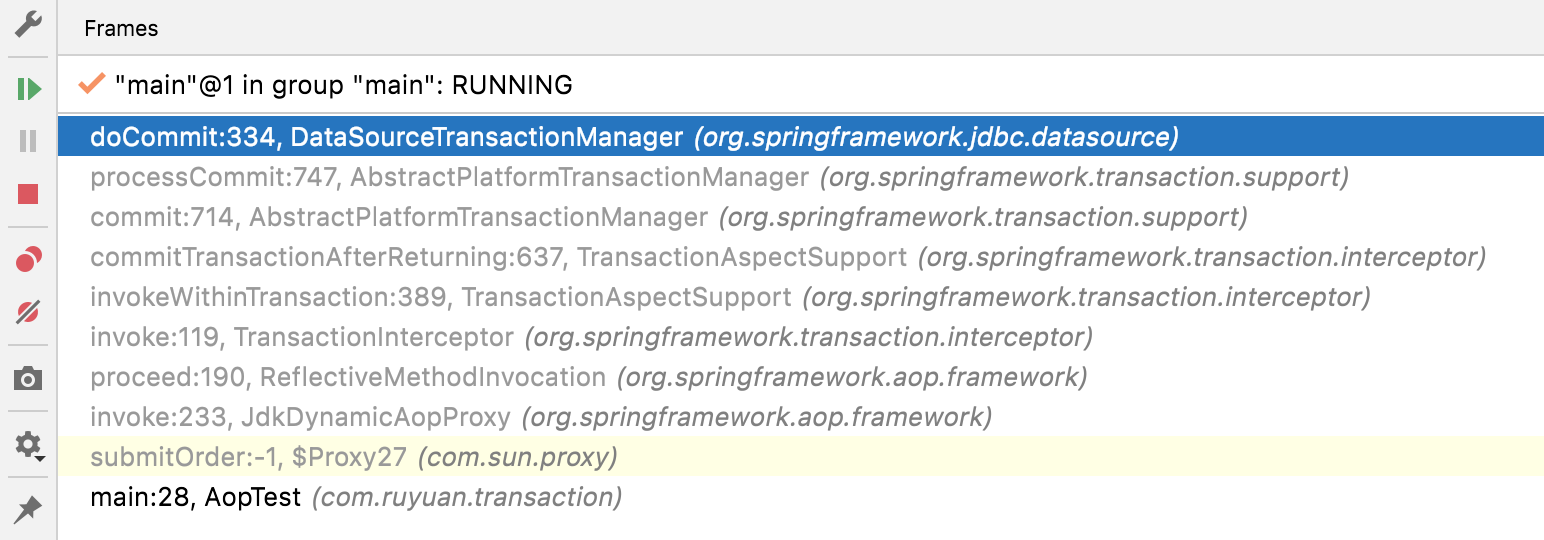 Frames
"main"@1 in group "main": RUNNING
doCommit:334, DataSourceTransactionManager (org.springframework.jdbc.datasource)
processCommit:747, AbstractPlatformTransactionManager (org.springframework.transaction.support)
commit:714, AbstractPlatformTransactionManager (org.springframework.transaction.support)
commitTransactionAfterReturning:637, TransactionAspectSupport (org.springframework.transaction.interceptor)
invokeWithinTransaction:389, TransactionAspectSupport (org.springframework.transaction.interceptor)
invoke:119, TransactionInterceptor (org.springframework.transaction.interceptor)
proceed:190, ReflectiveMethodInvocation (org.springframework.aop.framework)
invoke:233, JdkDynamicAopProxy (org.springframework.aop.framework)
submitOrder:-1, $Proxy27 (com.sun.proxy)
main:28, AopTest (com.ruyuan.transaction)